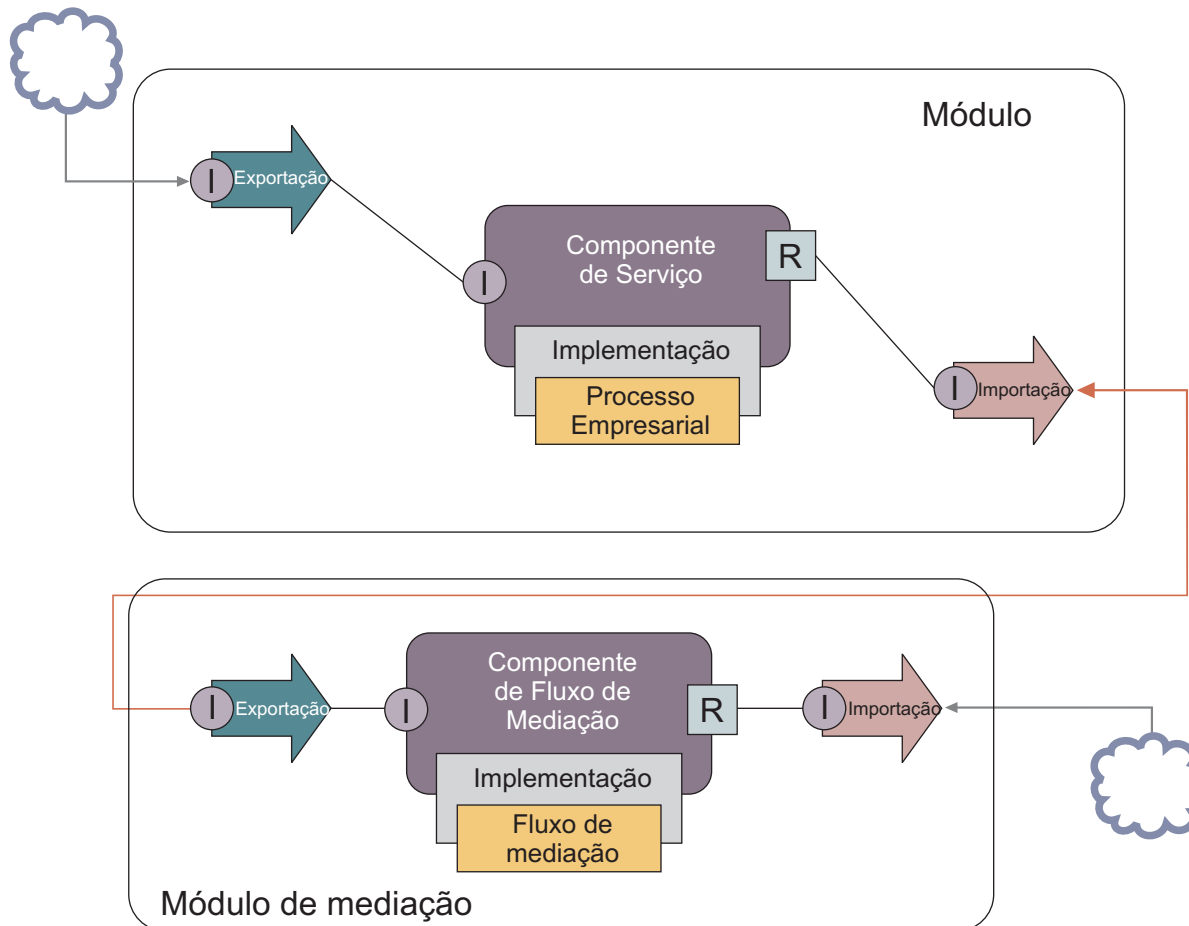 Módulo
I
Exportação
Componente
de Serviço
I
R
Implementação
Processo
Empresarial
I
Importação
I
Exportação
Componente
de Fluxo de
Mediação
I
R
I
Importação
Implementação
Fluxo de
mediação
Módulo de mediação